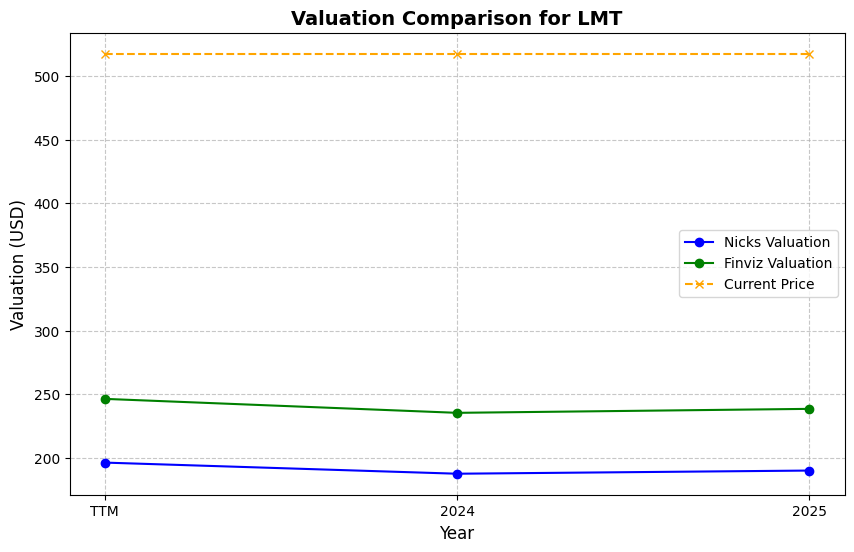 Valuation Comparison for LMT
Valuation (USD)
500
450
400
350
300
250
200
Nicks Valuation
Finviz Valuation
Current Price
TTM
2024
2025
Year